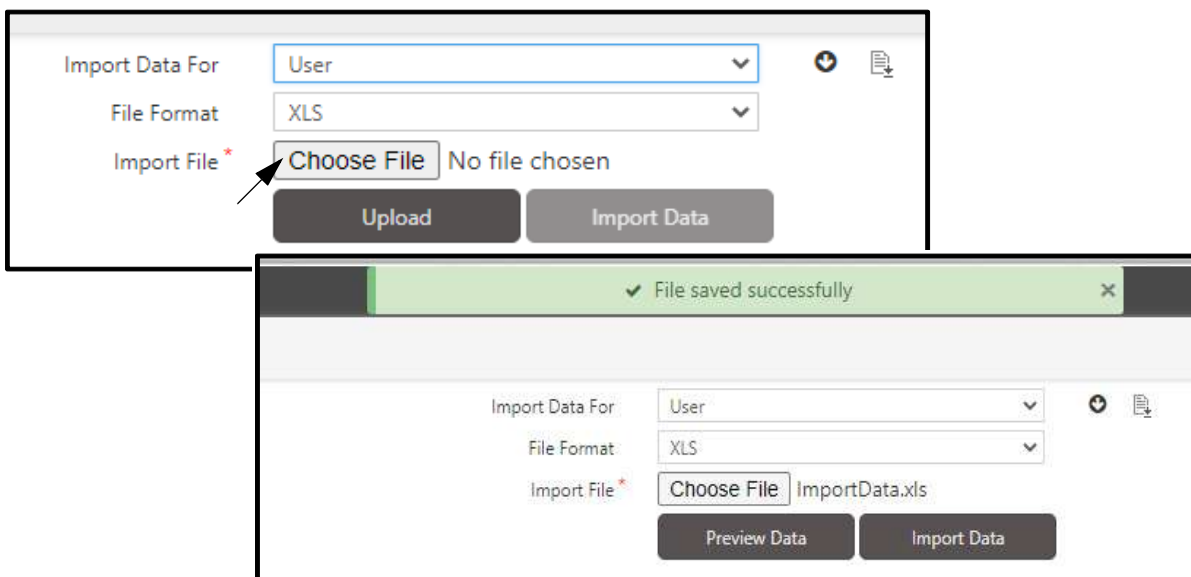 Import Data For User
File Format XLS
Import File * Choose File No file chosen
Upload Import Data
✔ File saved successfully ×
Import Data For User
File Format XLS
Import File * Choose File ImportData.xls
Preview Data Import Data